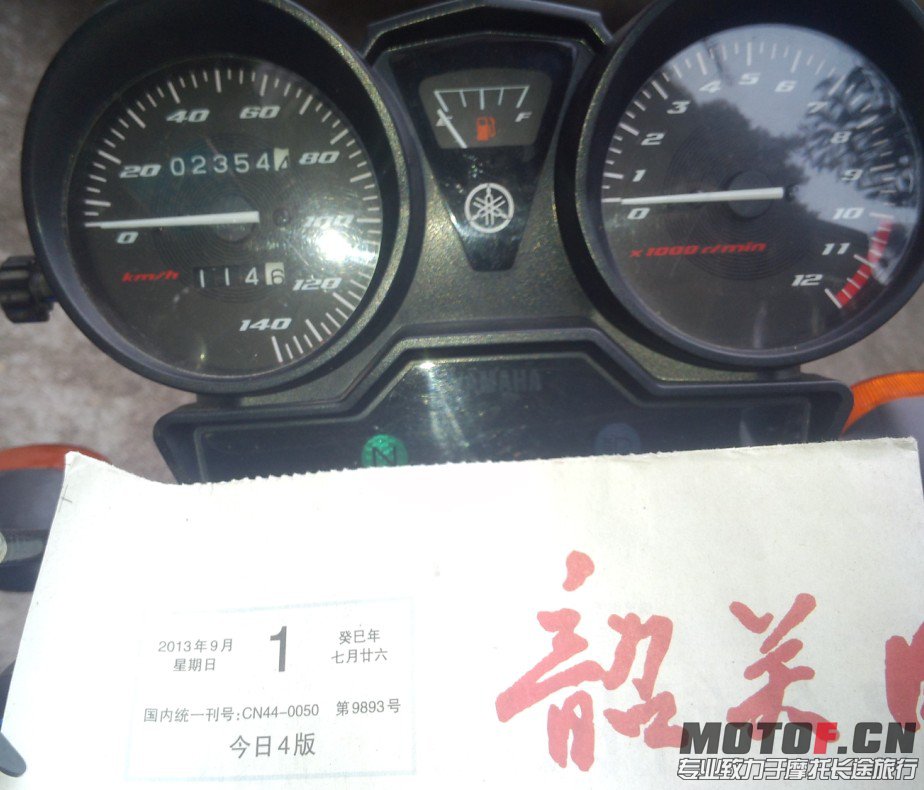 20 40 60 80 100 120 140
0
02354
km/h
1146
E F
0 1 2 3 4 5 6 7 8 9 10 11 12
x1000 r/min
YAMAHA
N
2013年9月
星期日
1
癸巳年
七月廿六
国内统一刊号:CN44-0050 第9893号
今日4版
韶关
MOTOF.CN
专业致力于摩托长途旅行